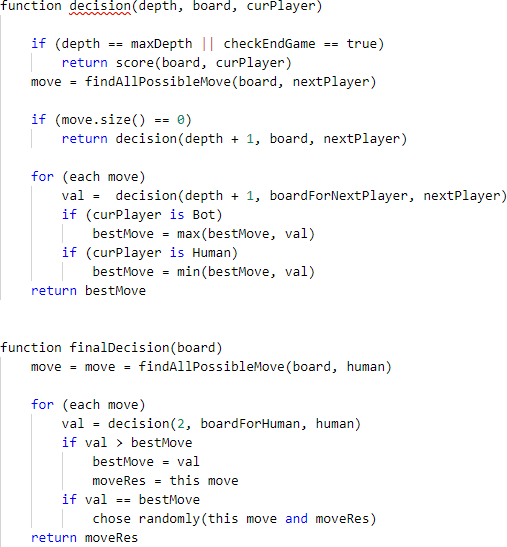 function decision(depth, board, curPlayer)
if (depth == maxDepth || checkEndGame == true)
return score(board, curPlayer)
move = findAllPossibleMove(board, nextPlayer)
if (move.size() == 0)
return decision(depth + 1, board, nextPlayer)
for (each move)
val =  decision(depth + 1, boardForNextPlayer, nextPlayer)
if (curPlayer is Bot)
bestMove = max(bestMove, val)
if (curPlayer is Human)
bestMove = min(bestMove, val)
return bestMove
function finalDecision(board)
move = move = findAllPossibleMove(board, human)
for (each move)
val = decision(2, boardForHuman, human)
if val > bestMove
bestMove = val
moveRes = this move
if val == bestMove
chose randomly(this move and moveRes)
return moveRes